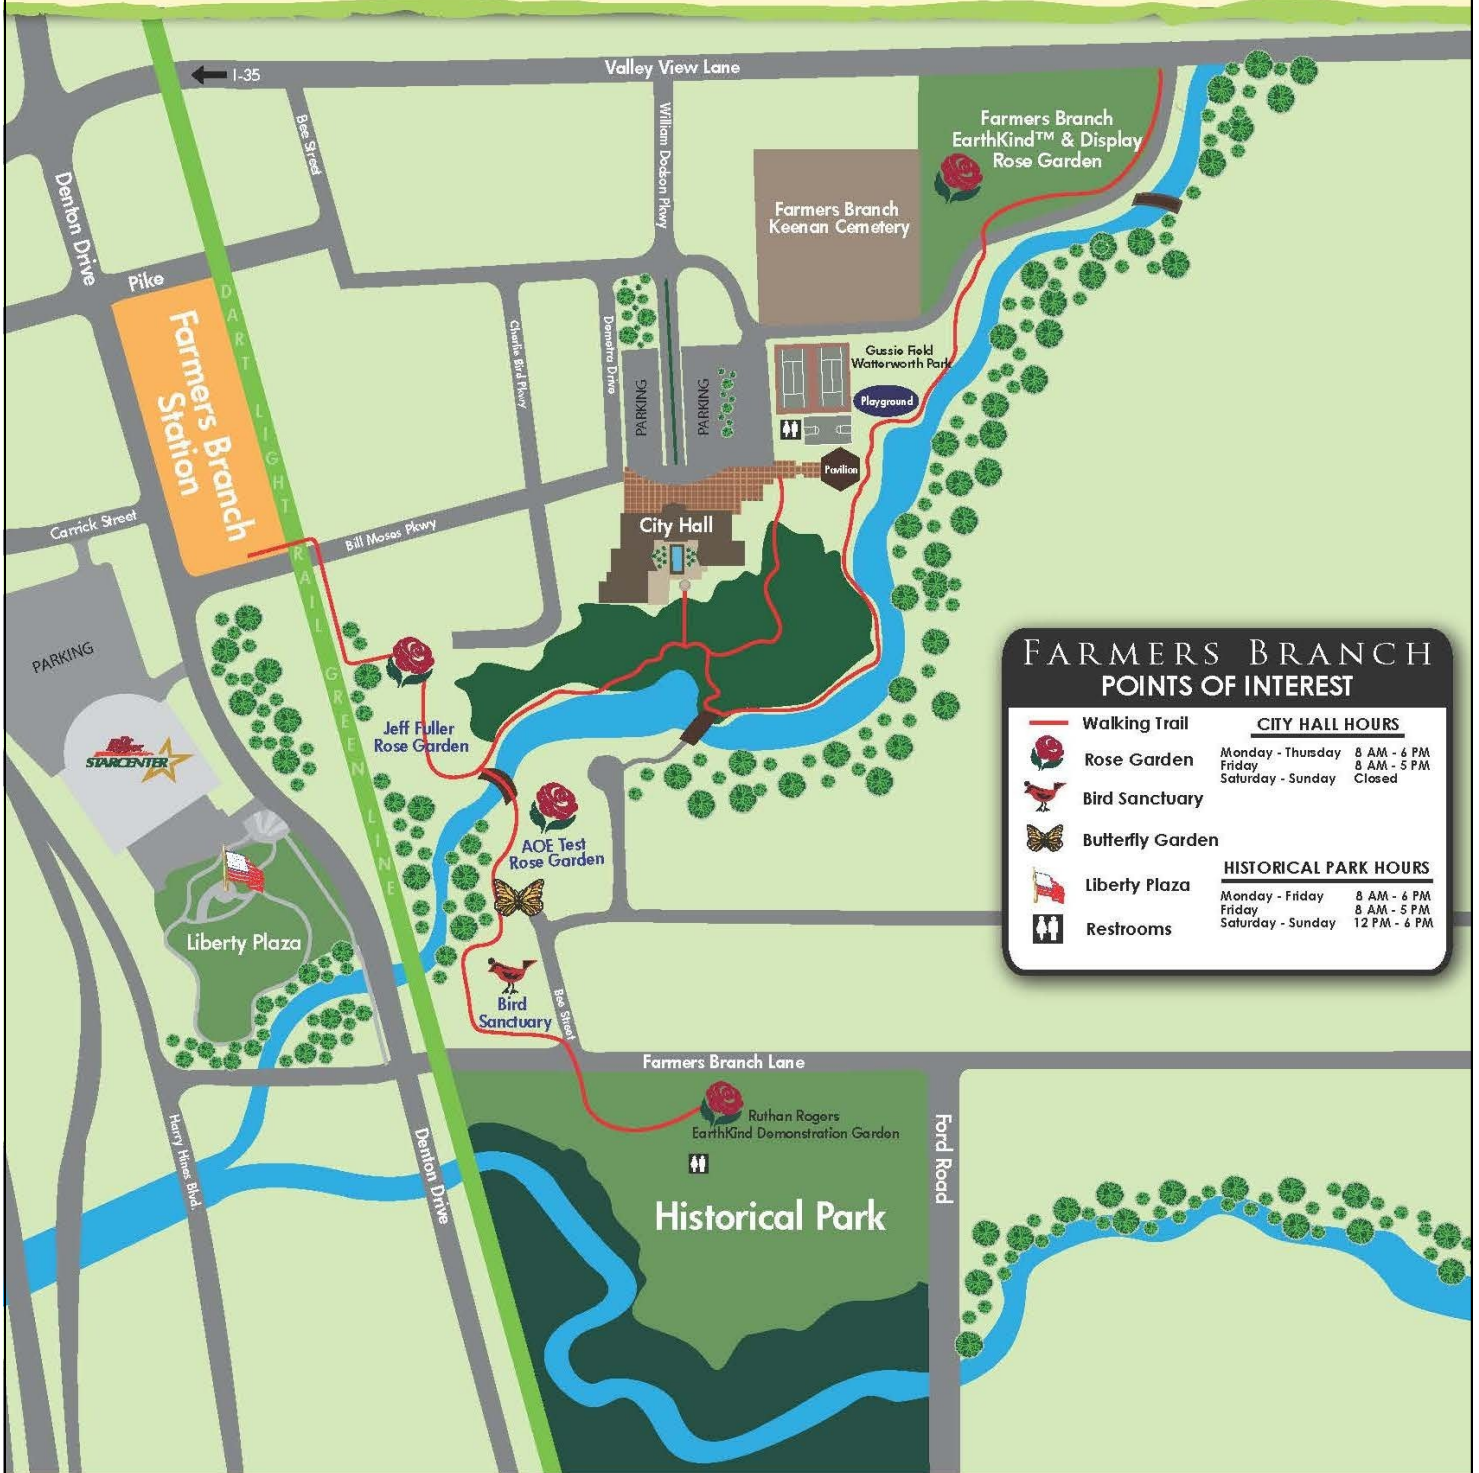 I-35
Valley View Lane
Bee Street
William Dodson Pkwy
Denton Drive
Farmers Branch
EarthKind™ & Display
Rose Garden
Farmers Branch
Keenan Cemetery
Pike
DART LIGHT RAIL GREEN LINE
Farmers Branch
Station
Charlie Bird Pkwy
Dometra Drive
PARKING
PARKING
Gussie Field
Watterworth Park
Playground
Pavilion
City Hall
Carrick Street
Bill Moses Pkwy
PARKING
Jeff Fuller
Rose Garden
STARCENTER
AOE Test
Rose Garden
Liberty Plaza
Bird
Sanctuary
Bee Street
Farmers Branch Lane
Ruthan Rogers
EarthKind Demonstration Garden
Harry Hines Blvd.
Denton Drive
Ford Road
Historical Park
FARMERS BRANCH
POINTS OF INTEREST
Walking Trail
Rose Garden
Bird Sanctuary
Butterfly Garden
Liberty Plaza
Restrooms
CITY HALL HOURS
Monday - Thursday 8 AM - 6 PM
Friday 8 AM - 5 PM
Saturday - Sunday Closed
HISTORICAL PARK HOURS
Monday - Friday 8 AM - 6 PM
Friday 8 AM - 5 PM
Saturday - Sunday 12 PM - 6 PM